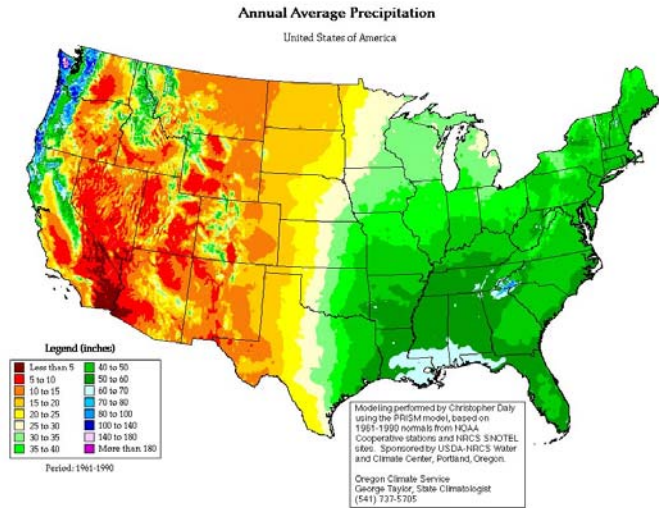 Annual Average Precipitation
United States of America
Legend (inches)
Less than 5
5 to 10
10 to 15
15 to 20
20 to 25
25 to 30
30 to 35
35 to 40
40 to 50
50 to 60
60 to 70
70 to 80
80 to 100
100 to 140
140 to 180
More than 180
Period: 1961-1990
Modeling performed by Christopher Daly
using the PRISM model, based on
1961-1990 normals from NOAA
Cooperative stations and NRCS SNOTEL
sites. Sponsored by USDA-NRCS Water
and Climate Center, Portland, Oregon.
Oregon Climate Service
George Taylor, State Climatologist
(541) 737-5705